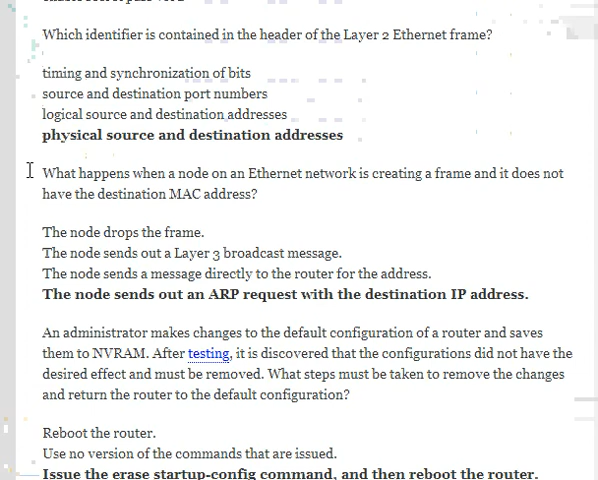 Which identifier is contained in the header of the Layer 2 Ethernet frame?
timing and synchronization of bits
source and destination port numbers
logical source and destination addresses
physical source and destination addresses
What happens when a node on an Ethernet network is creating a frame and it does not
have the destination MAC address?
The node drops the frame.
The node sends out a Layer 3 broadcast message.
The node sends a message directly to the router for the address.
The node sends out an ARP request with the destination IP address.
An administrator makes changes to the default configuration of a router and saves
them to NVRAM. After testing, it is discovered that the configurations did not have the
desired effect and must be removed. What steps must be taken to remove the changes
and return the router to the default configuration?
Reboot the router.
Use no version of the commands that are issued.
Issue the erase startup-config command, and then reboot the router.